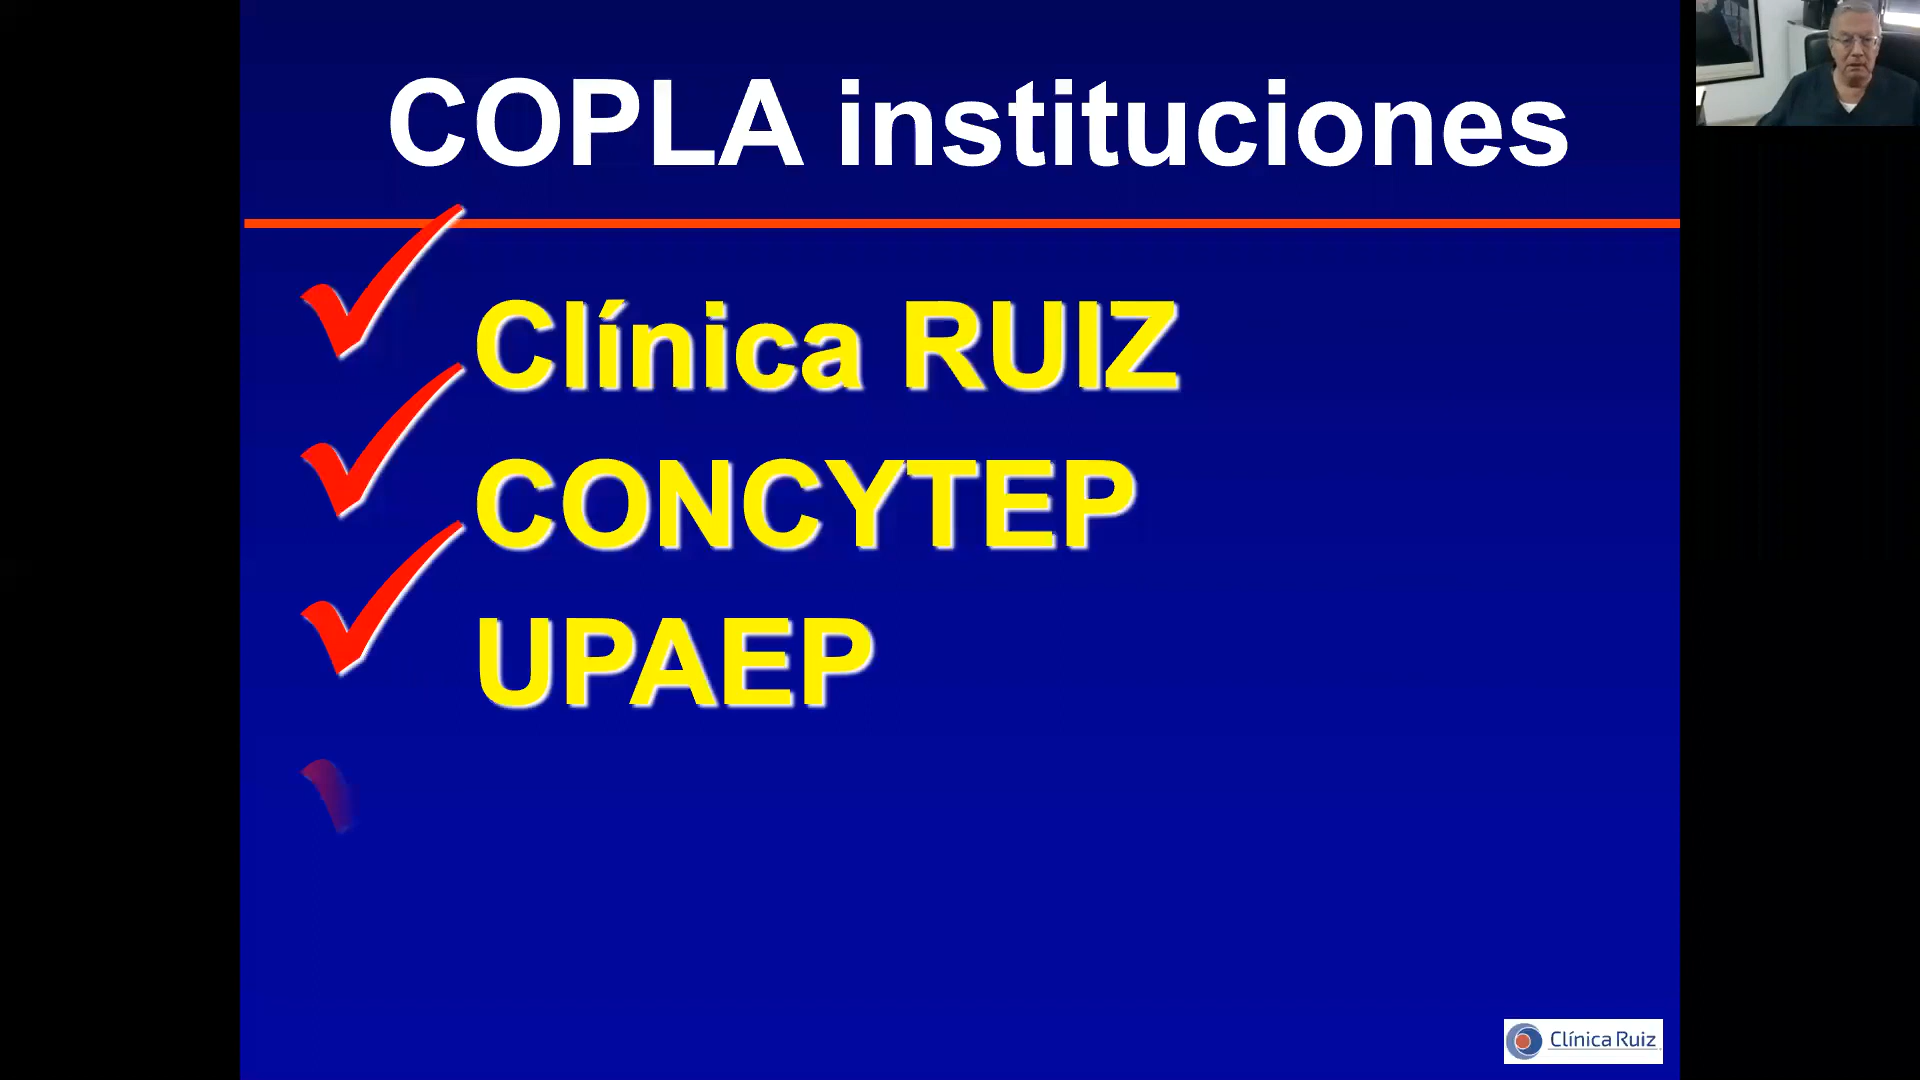 COPLA instituciones
Clínica RUIZ
CONCYTEP
UPAEP
Clínica Ruiz